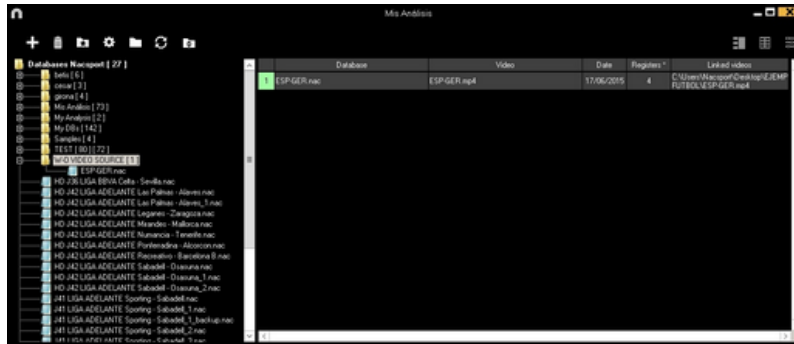 Mis Análisis
Databases Nacsport [ 27 ]
betis [ 6 ]
cesar [ 3 ]
girona [ 4 ]
Mis Análisis [ 73 ]
My Analysis [ 2 ]
My DBs [ 142 ]
Samples [ 4 ]
TEST [ 80 ] [ 72 ]
W-O VIDEO SOURCE [ 1 ]
ESP-GER.nac
HD J36 LIGA BBVA Celta - Sevilla.nac
HD J42 LIGA ADELANTE Las Palmas - Alaves.nac
HD J42 LIGA ADELANTE Las Palmas - Alaves_1.nac
HD J42 LIGA ADELANTE Leganes - Zaragoza.nac
HD J42 LIGA ADELANTE Mirandes - Mallorca.nac
HD J42 LIGA ADELANTE Numancia - Tenerife.nac
HD J42 LIGA ADELANTE Ponferradina - Alcorcon.nac
HD J42 LIGA ADELANTE Recreativo - Barcelona B.nac
HD J42 LIGA ADELANTE Sabadell - Osasuna.nac
HD J42 LIGA ADELANTE Sabadell - Osasuna_1.nac
HD J42 LIGA ADELANTE Sabadell - Osasuna_2.nac
J41 LIGA ADELANTE Sporting - Sabadell.nac
J41 LIGA ADELANTE Sporting - Sabadell_1.nac
J41 LIGA ADELANTE Sporting - Sabadell_1_backup.nac
J41 LIGA ADELANTE Sporting - Sabadell_2.nac
J41 LIGA ADELANTE Sporting - Sabadell_3.nac
Database Video Date Registers * Linked videos
1 ESP-GER.nac ESP-GER.mp4 17/06/2015 4 C:\Users\Nacsport\Desktop\EJEMP
FUTBOL\ESP-GER.mp4